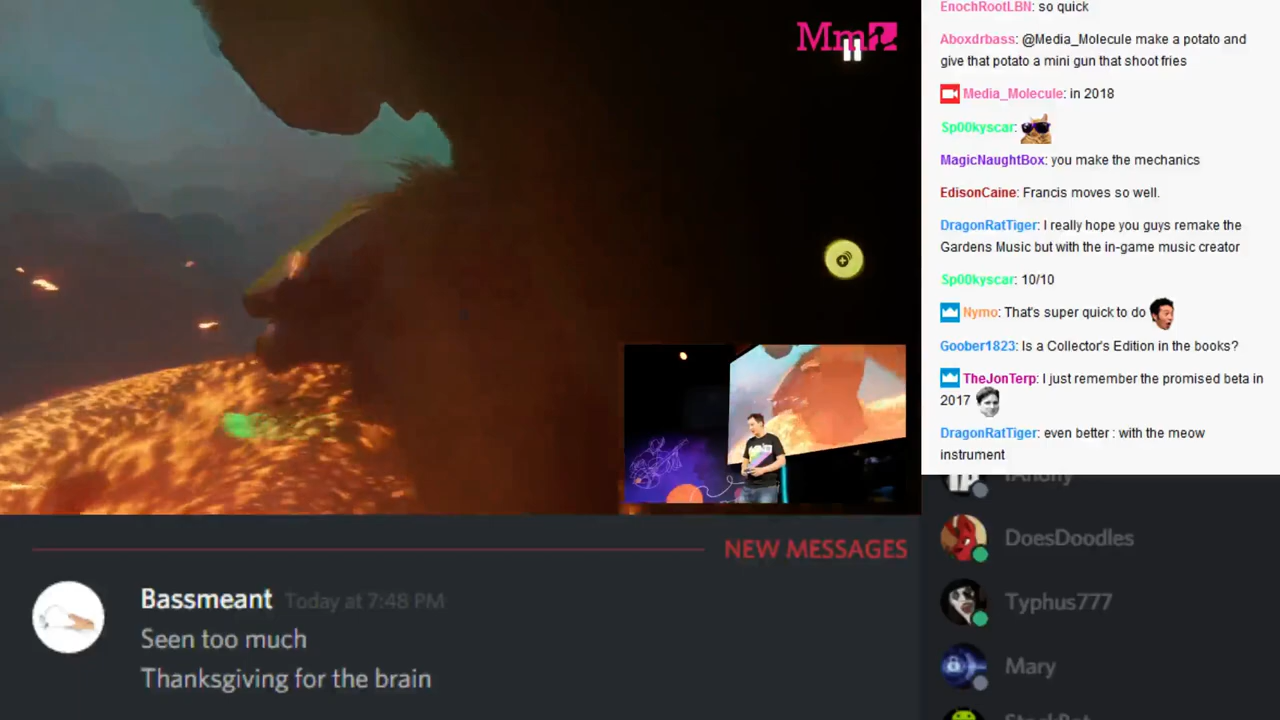 Mm
EnochRootLBN: so quick
Aboxdrbass: @Media_Molecule make a potato and
give that potato a mini gun that shoot fries
Media_Molecule: in 2018
Sp00kyscar:
MagicNaughtBox: you make the mechanics
EdisonCaine: Francis moves so well.
DragonRatTiger: I really hope you guys remake the
Gardens Music but with the in-game music creator
Sp00kyscar: 10/10
Nymo: That's super quick to do
Goober1823: Is a Collector's Edition in the books?
TheJonTerp: I just remember the promised beta in
2017
DragonRatTiger: even better : with the meow
instrument
NEW MESSAGES
Bassmeant Today at 7:48 PM
Seen too much
Thanksgiving for the brain
DoesDoodles
Typhus777
Mary